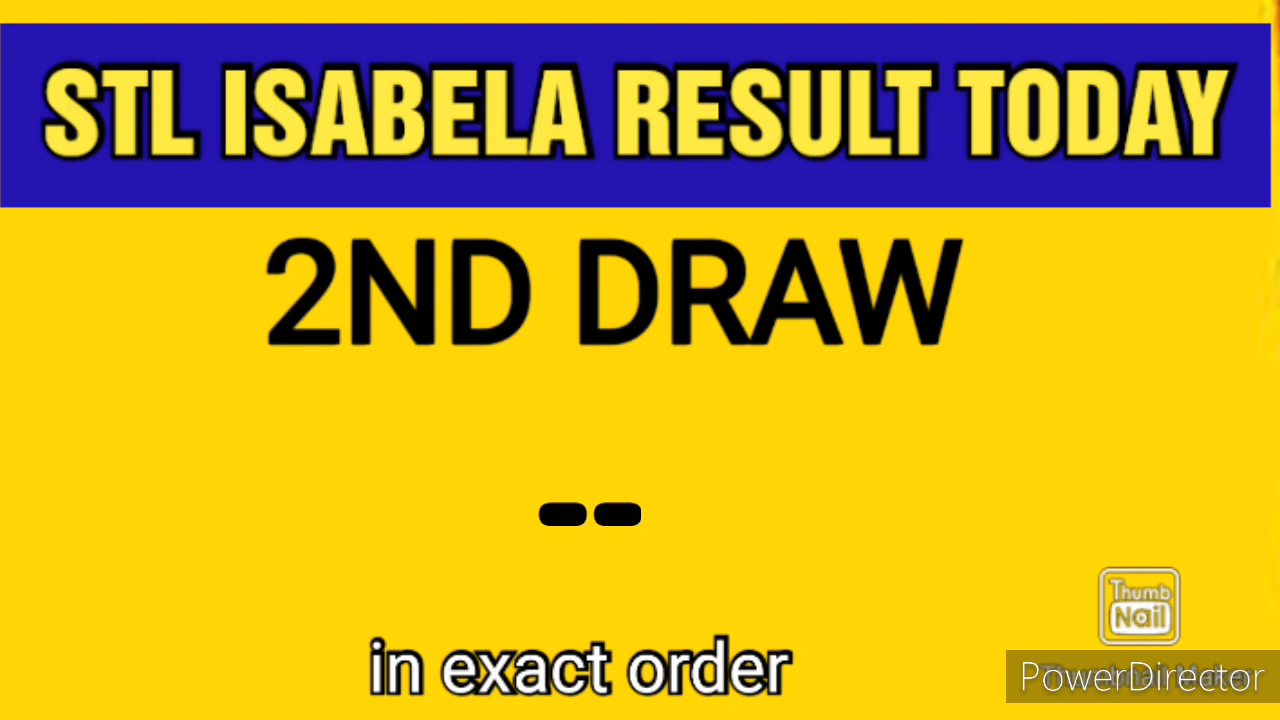 STL ISABELA RESULT TODAY
2ND DRAW
--
in exact order
Thumb
Nail
PowerDirector